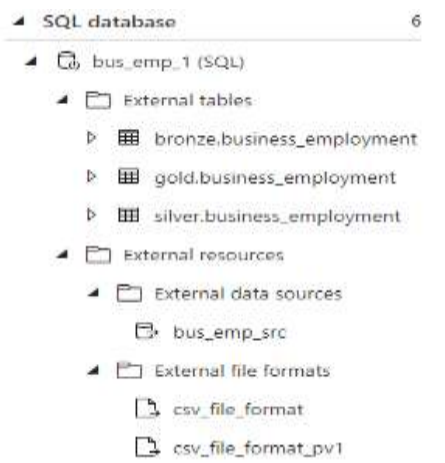 SQL database 6
bus_emp_1 (SQL)
External tables
bronze.business_employment
gold.business_employment
silver.business_employment
External resources
External data sources
bus_emp_src
External file formats
csv_file_format
csv_file_format_pv1